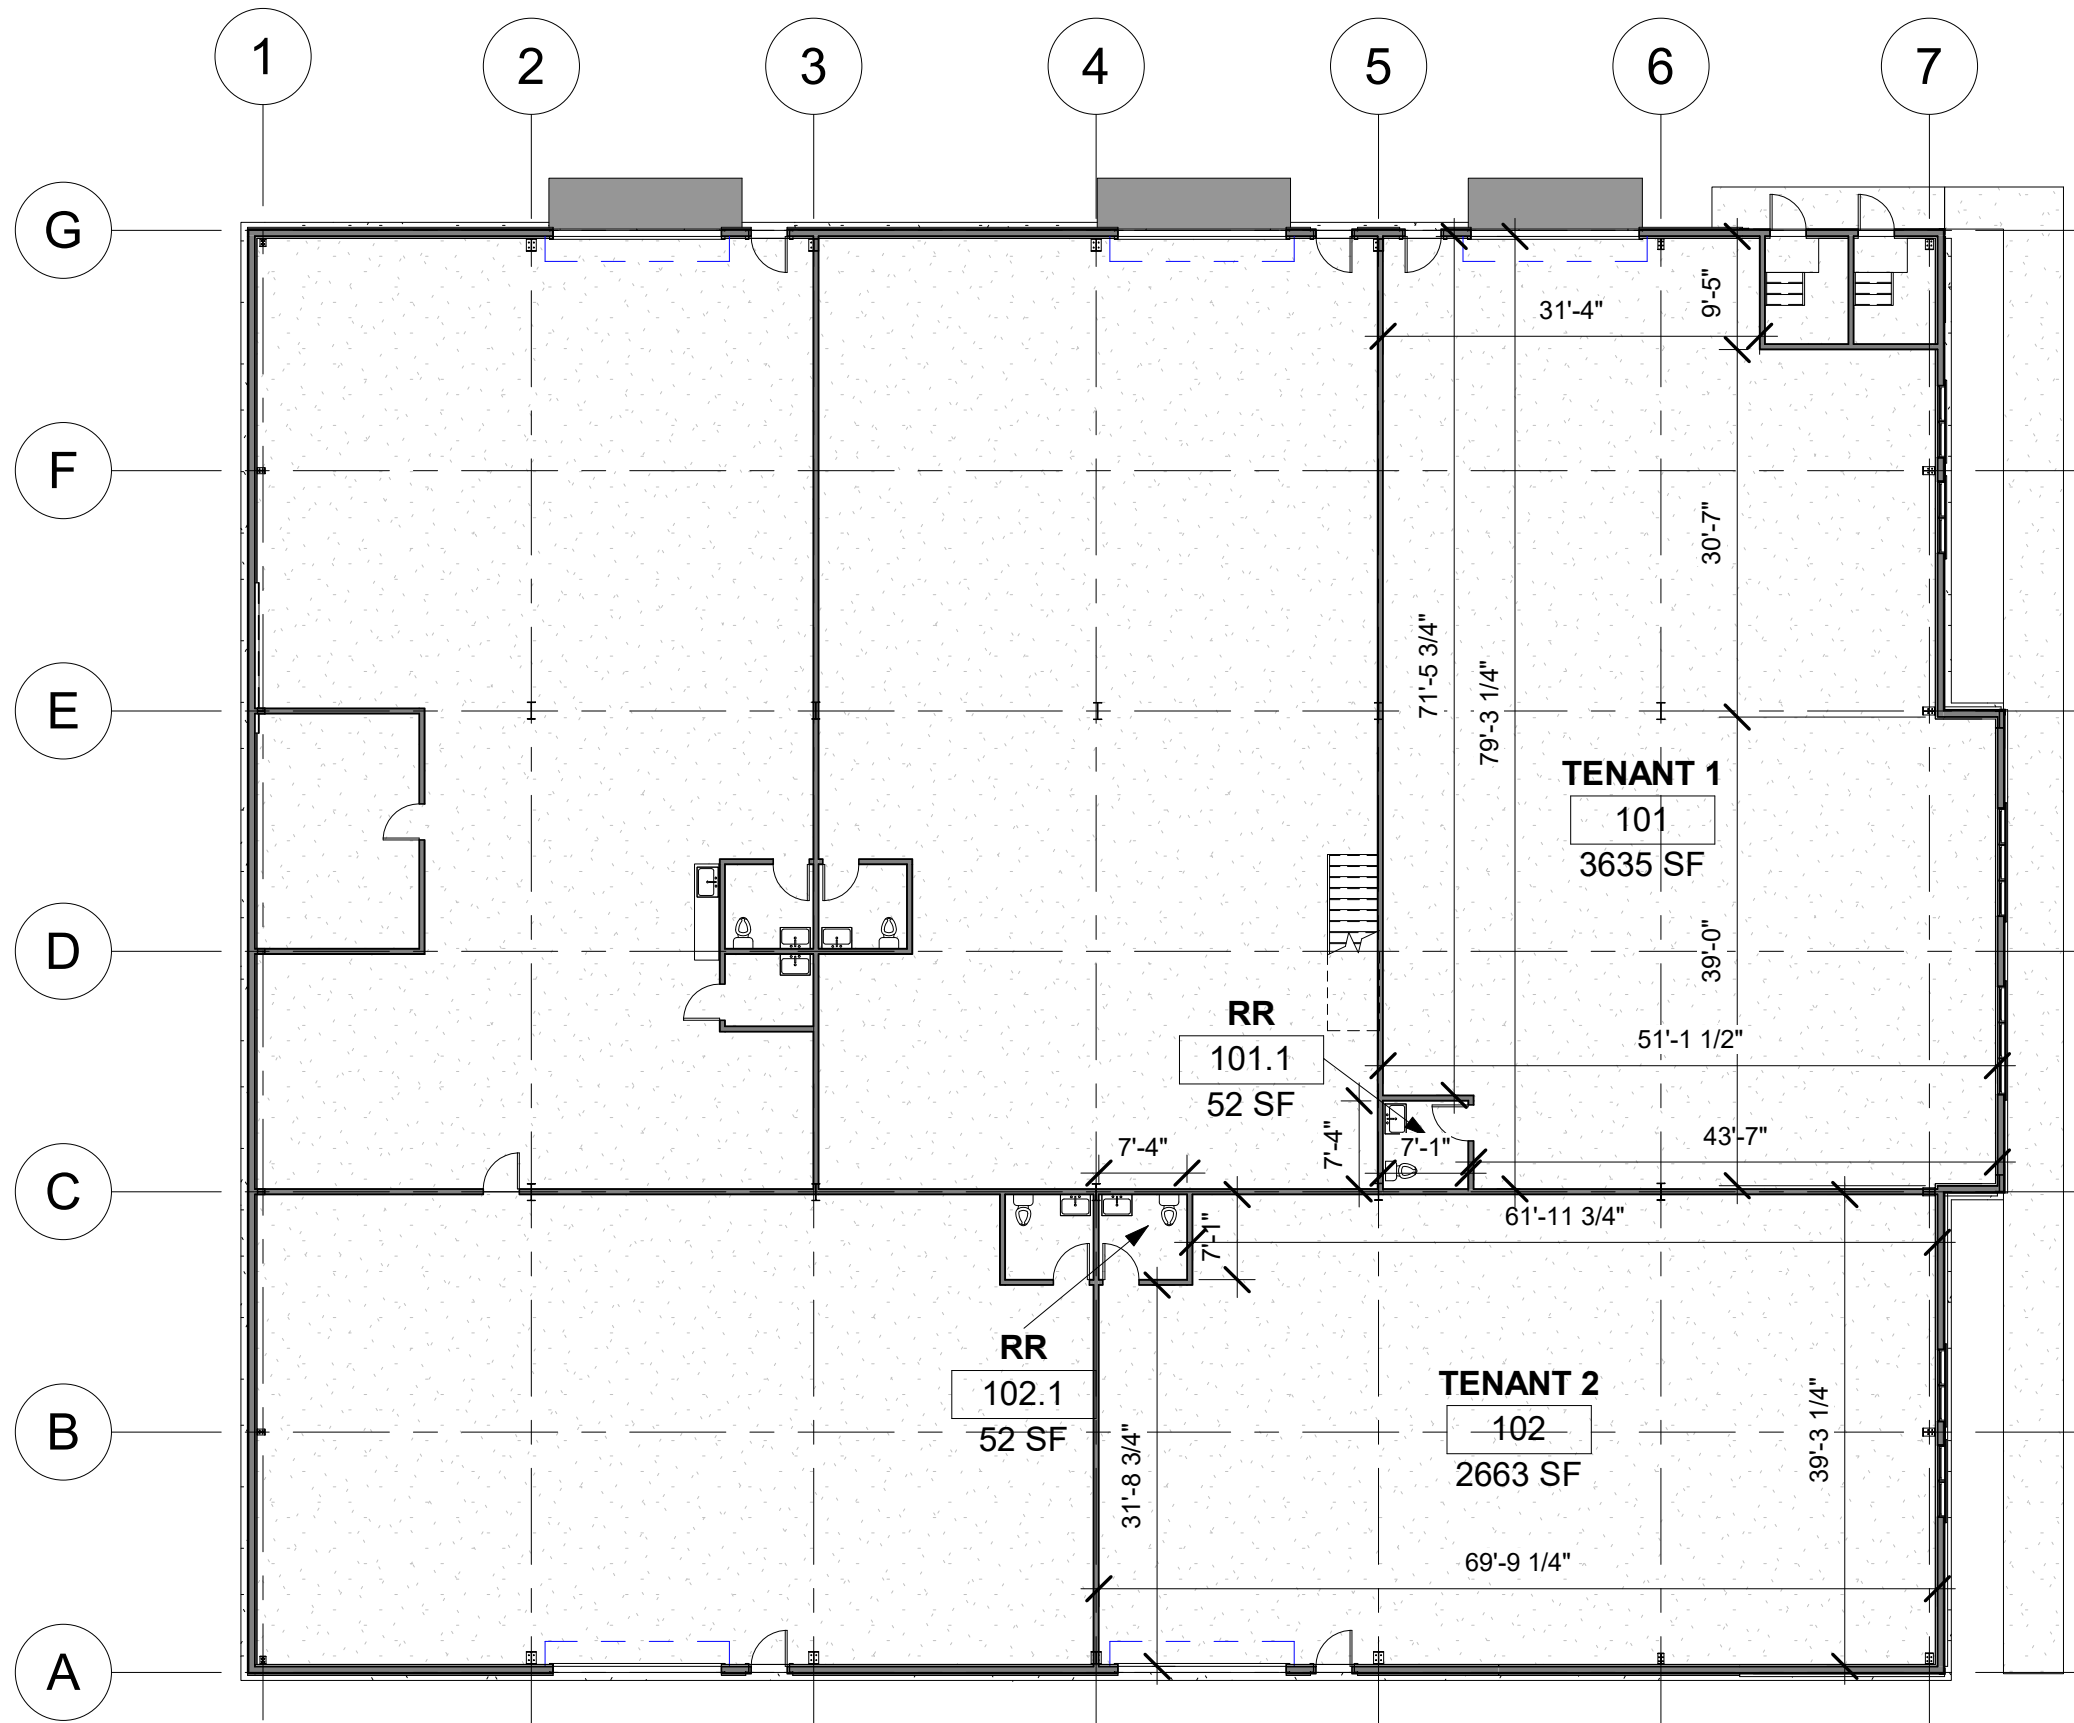 1
2
3
4
5
6
7
G
F
E
D
C
B
A
31'-4"
9'-5"
30'-7"
71'-5 3/4"
79'-3 1/4"
TENANT 1
101
3635 SF
39'-0"
RR
101.1
52 SF
51'-1 1/2"
7'-4"
7'-4"
7'-1"
43'-7"
61'-11 3/4"
7'-1"
RR
102.1
52 SF
TENANT 2
102
2663 SF
31'-8 3/4"
39'-3 1/4"
69'-9 1/4"